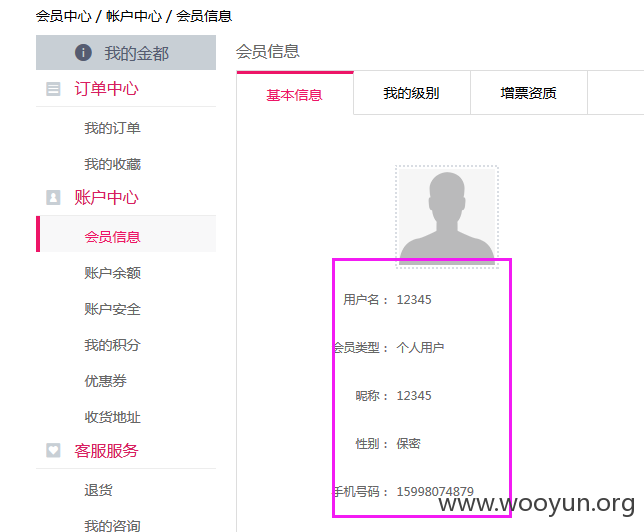 会员中心 / 帐户中心 / 会员信息
我的金都
订单中心
我的订单
我的收藏
账户中心
会员信息
账户余额
账户安全
我的积分
优惠券
收货地址
客服服务
退货
我的咨询
会员信息
基本信息 我的级别 增票资质
用户名： 12345
会员类型： 个人用户
昵称： 12345
性别： 保密
手机号码： 15998074879
www.wooyun.org